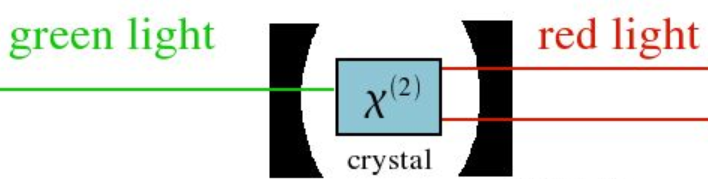 green light
red light
χ⁽²⁾
crystal